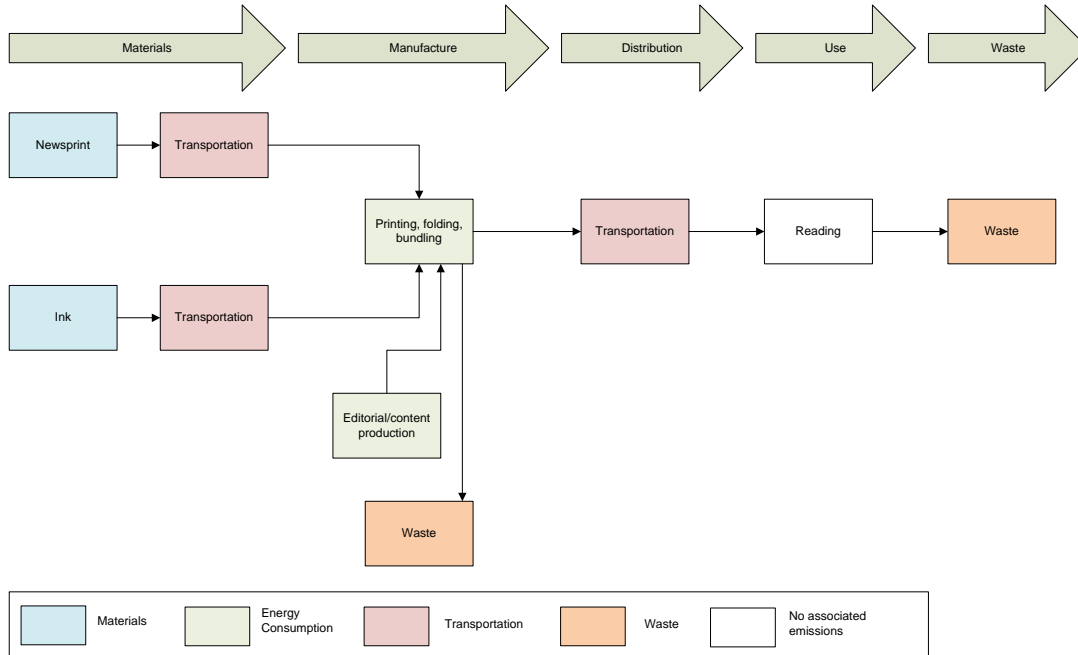 Materials
Manufacture
Distribution
Use
Waste
Newsprint
Transportation
Printing, folding,
bundling
Transportation
Reading
Waste
Ink
Transportation
Editorial/content
production
Waste
Materials
Energy
Consumption
Transportation
Waste
No associated
emissions